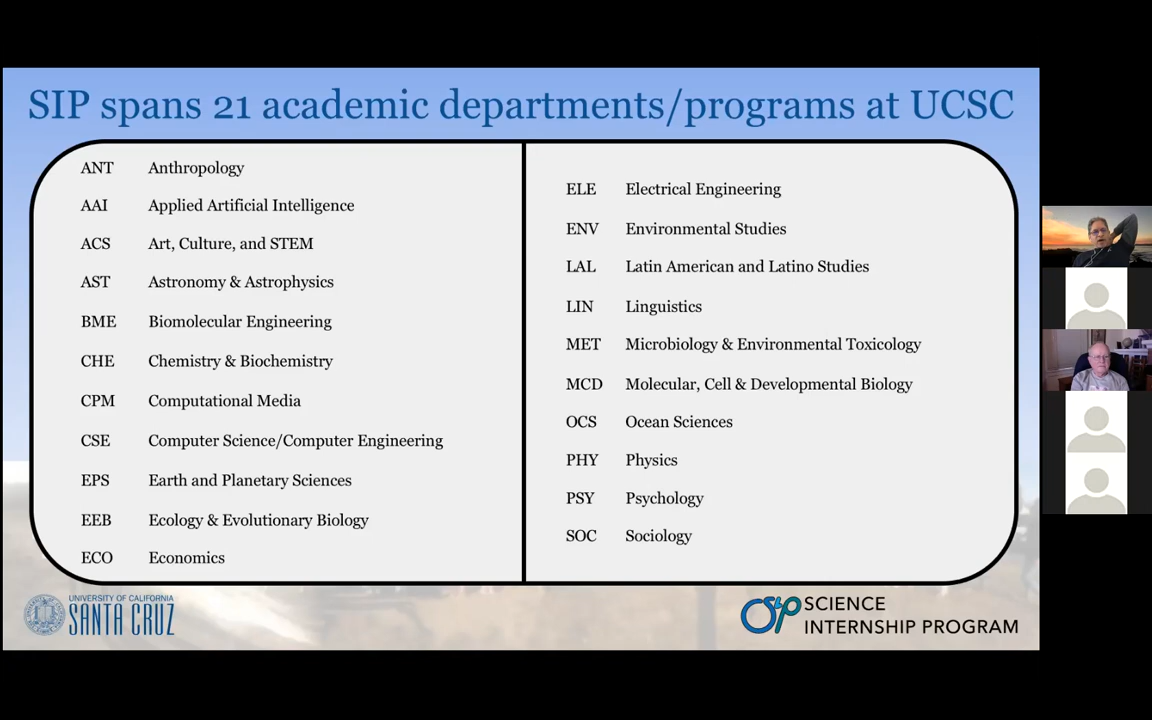 SIP spans 21 academic departments/programs at UCSC
ANT Anthropology
AAI Applied Artificial Intelligence
ACS Art, Culture, and STEM
AST Astronomy & Astrophysics
BME Biomolecular Engineering
CHE Chemistry & Biochemistry
CPM Computational Media
CSE Computer Science/Computer Engineering
EPS Earth and Planetary Sciences
EEB Ecology & Evolutionary Biology
ECO Economics
ELE Electrical Engineering
ENV Environmental Studies
LAL Latin American and Latino Studies
LIN Linguistics
MET Microbiology & Environmental Toxicology
MCD Molecular, Cell & Developmental Biology
OCS Ocean Sciences
PHY Physics
PSY Psychology
SOC Sociology
UNIVERSITY OF CALIFORNIA
SANTA CRUZ
SIP SCIENCE
INTERNSHIP PROGRAM